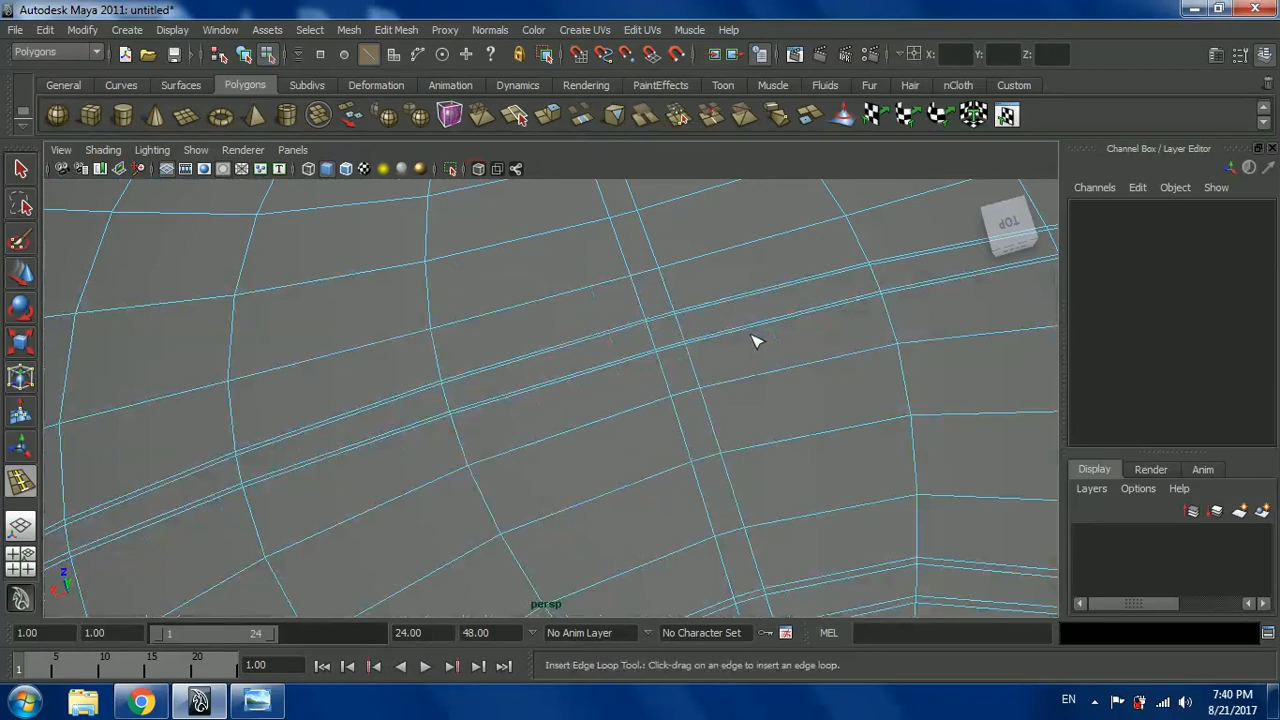 Autodesk Maya 2011: untitled*
File Edit Modify Create Display Window Assets Select Mesh Edit Mesh Proxy Normals Color Create UVs Edit UVs Muscle Help
Polygons X: Y: Z:
General Curves Surfaces Polygons Subdivs Deformation Animation Dynamics Rendering PaintEffects Toon Muscle Fluids Fur Hair nCloth Custom
View Shading Lighting Show Renderer Panels
Channel Box / Layer Editor
Channels Edit Object Show
TOP
Display Render Anim
Layers Options Help
z
x
persp
1.00 1.00 1 24 24.00 48.00 No Anim Layer No Character Set MEL
1 5 10 15 20 1.00 Insert Edge Loop Tool.: Click-drag on an edge to insert an edge loop.
EN 7:40 PM
8/21/2017